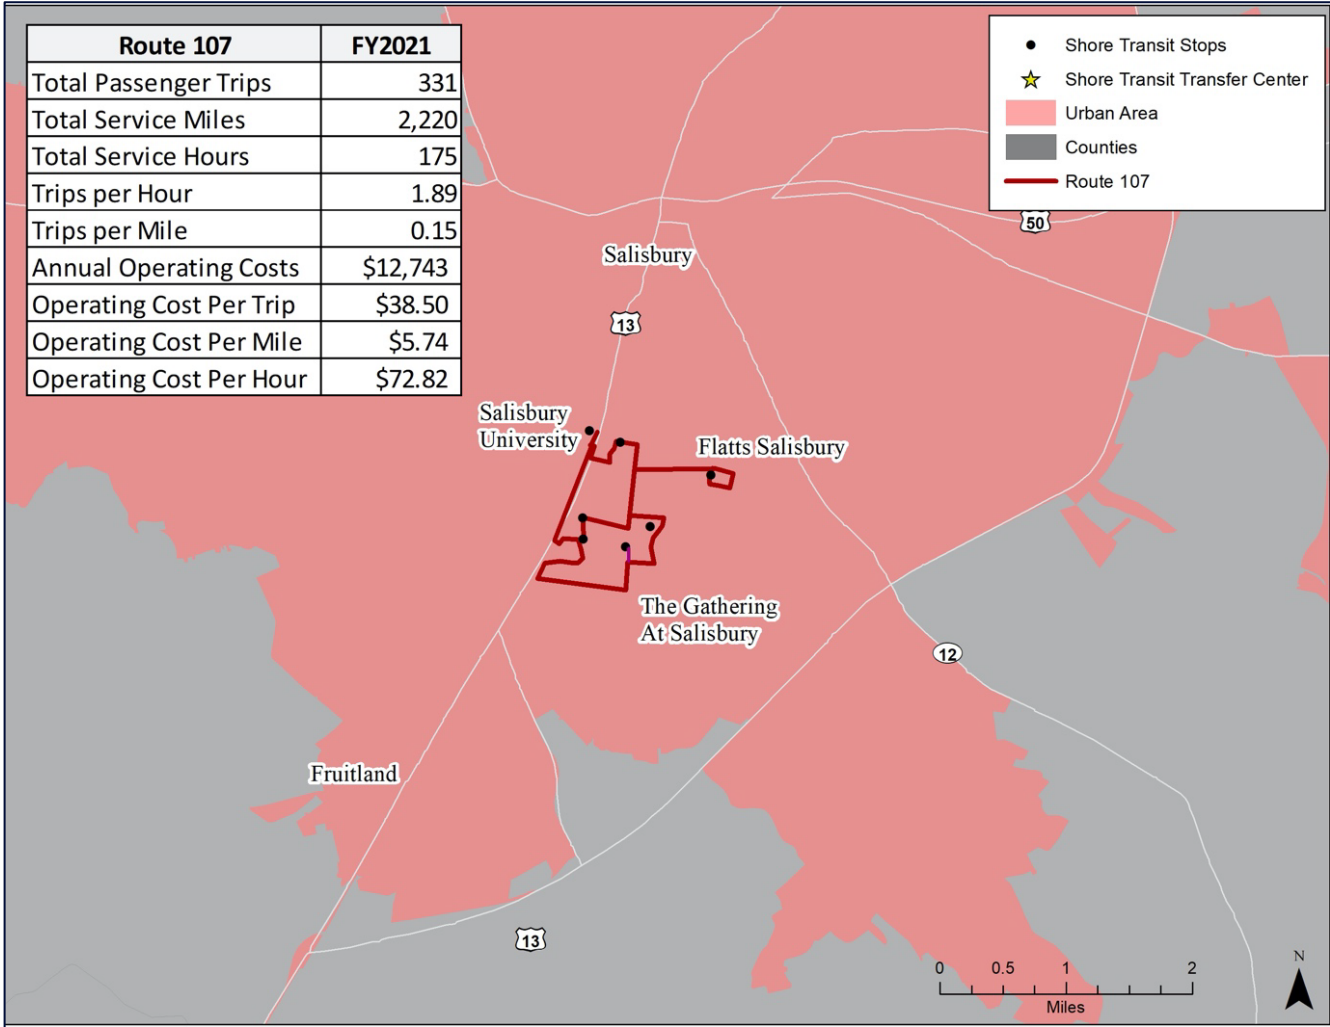 Route 107 FY2021
Total Passenger Trips 331
Total Service Miles 2,220
Total Service Hours 175
Trips per Hour 1.89
Trips per Mile 0.15
Annual Operating Costs $12,743
Operating Cost Per Trip $38.50
Operating Cost Per Mile $5.74
Operating Cost Per Hour $72.82
Shore Transit Stops
Shore Transit Transfer Center
Urban Area
Counties
Route 107
50
Salisbury
13
Salisbury
University
Flatts Salisbury
The Gathering
At Salisbury
12
Fruitland
13
0 0.5 1 2
Miles
N